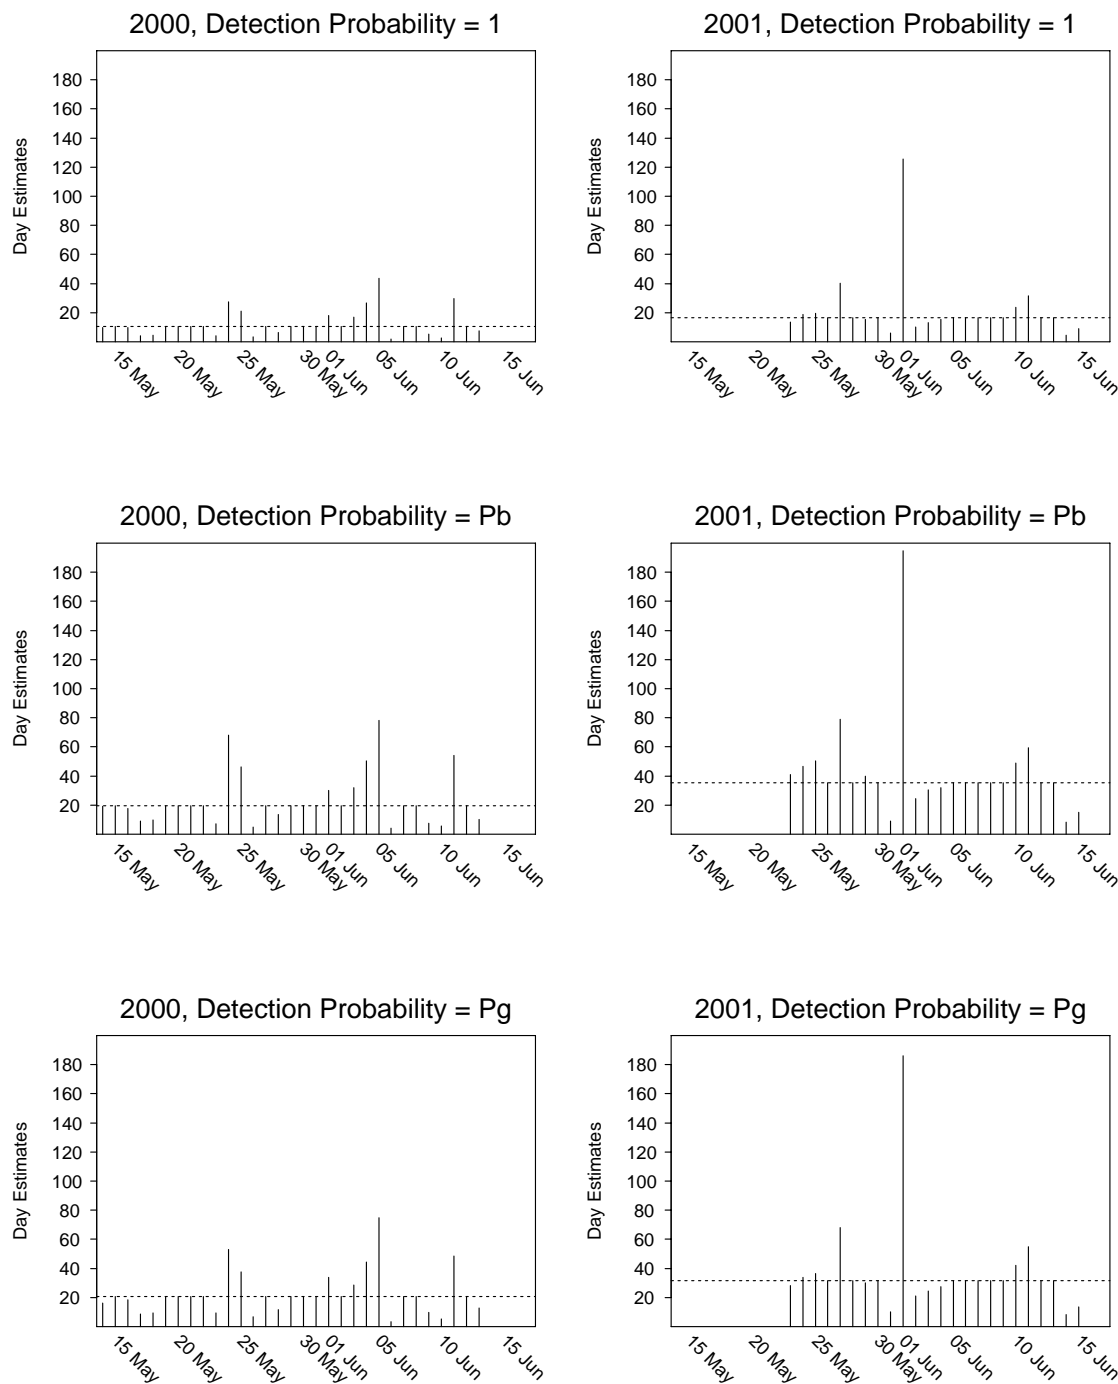 2000, Detection Probability = 1
Day Estimates
180
160
140
120
100
80
60
40
20
15 May
20 May
25 May
30 May
01 Jun
05 Jun
10 Jun
15 Jun
2001, Detection Probability = 1
Day Estimates
180
160
140
120
100
80
60
40
20
15 May
20 May
25 May
30 May
01 Jun
05 Jun
10 Jun
15 Jun
2000, Detection Probability = Pb
Day Estimates
180
160
140
120
100
80
60
40
20
15 May
20 May
25 May
30 May
01 Jun
05 Jun
10 Jun
15 Jun
2001, Detection Probability = Pb
Day Estimates
180
160
140
120
100
80
60
40
20
15 May
20 May
25 May
30 May
01 Jun
05 Jun
10 Jun
15 Jun
2000, Detection Probability = Pg
Day Estimates
180
160
140
120
100
80
60
40
20
15 May
20 May
25 May
30 May
01 Jun
05 Jun
10 Jun
15 Jun
2001, Detection Probability = Pg
Day Estimates
180
160
140
120
100
80
60
40
20
15 May
20 May
25 May
30 May
01 Jun
05 Jun
10 Jun
15 Jun